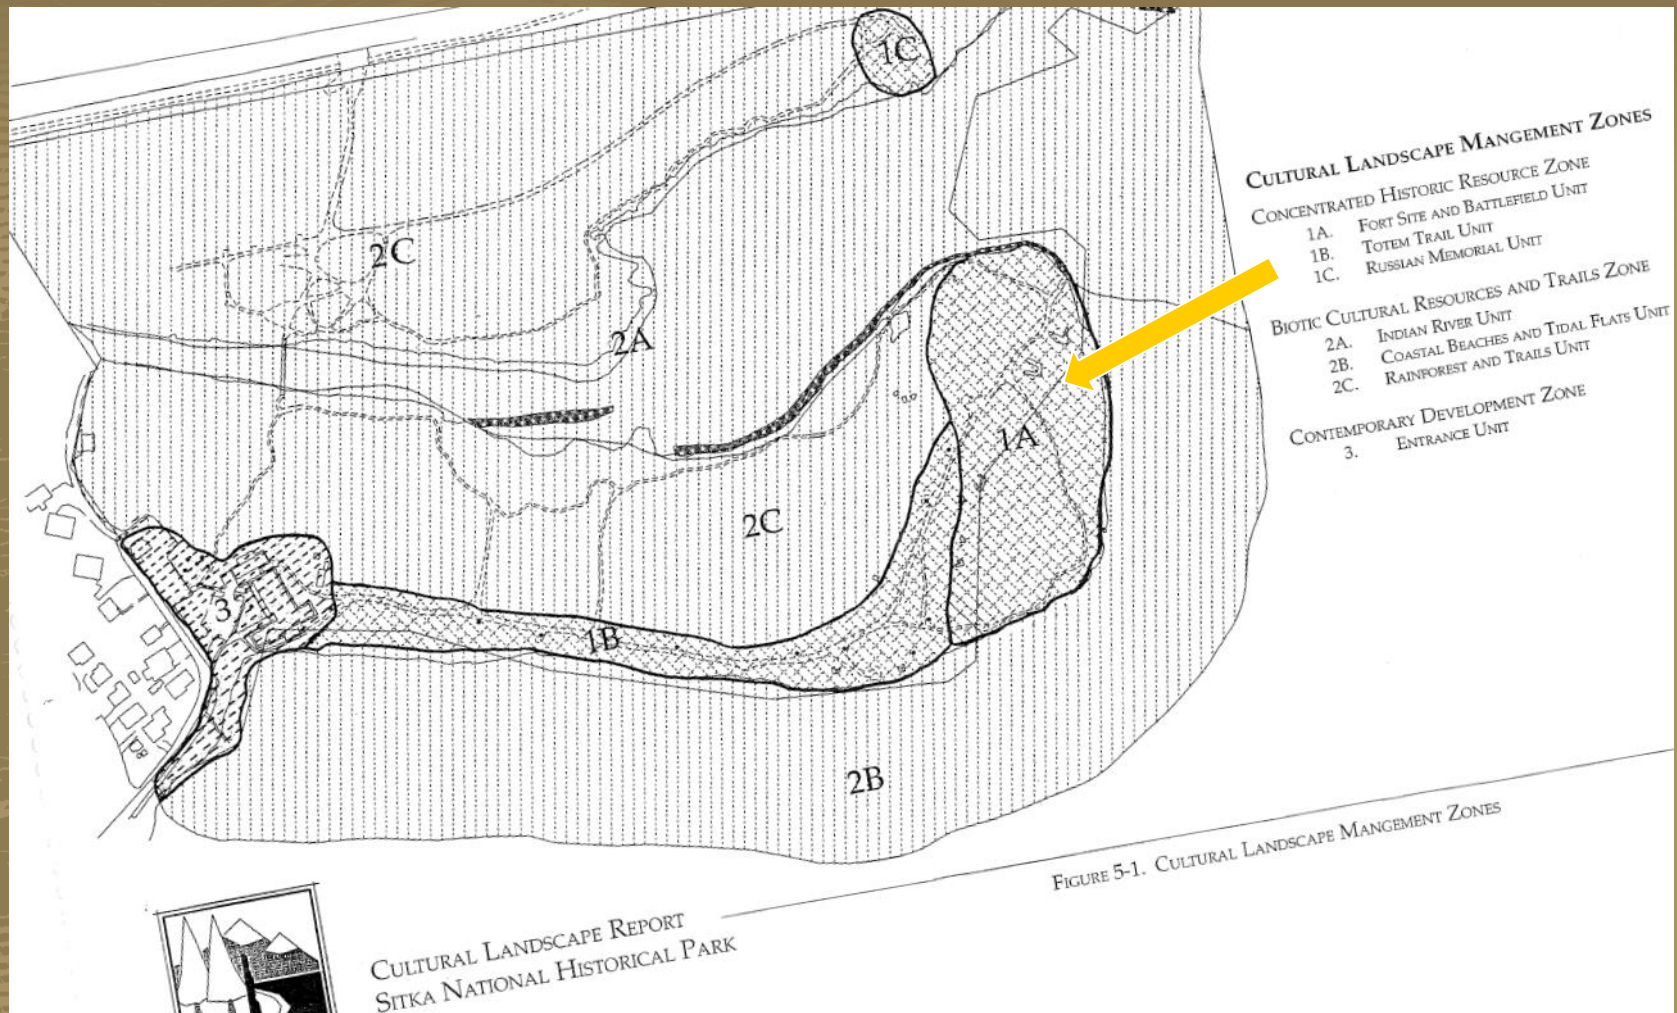 1C
2C
2A
1A
2C
3
1B
2B
CULTURAL LANDSCAPE MANGEMENT ZONES
CONCENTRATED HISTORIC RESOURCE ZONE
1A. FORT SITE AND BATTLEFIELD UNIT
1B. TOTEM TRAIL UNIT
1C. RUSSIAN MEMORIAL UNIT
BIOTIC CULTURAL RESOURCES AND TRAILS ZONE
2A. INDIAN RIVER UNIT
2B. COASTAL BEACHES AND TIDAL FLATS UNIT
2C. RAINFOREST AND TRAILS UNIT
CONTEMPORARY DEVELOPMENT ZONE
3. ENTRANCE UNIT
FIGURE 5-1. CULTURAL LANDSCAPE MANGEMENT ZONES
CULTURAL LANDSCAPE REPORT
SITKA NATIONAL HISTORICAL PARK